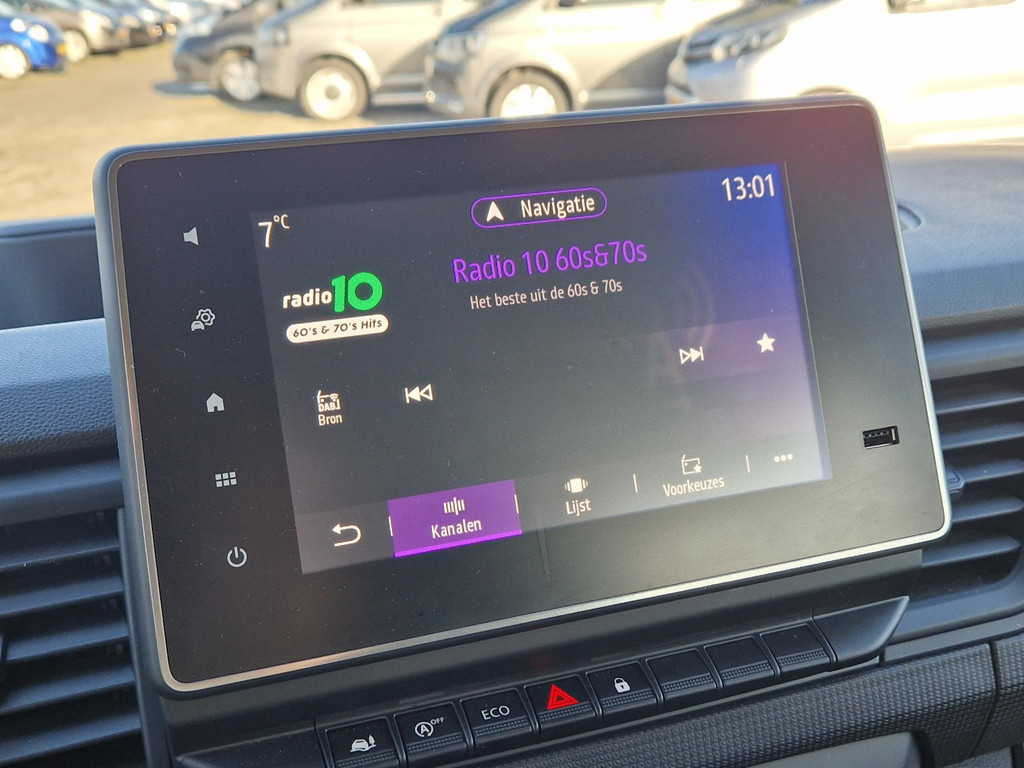 7°C
Navigatie
13:01
Radio 10 60s&70s
Het beste uit de 60s & 70s
radio10
60's & 70's Hits
DAB
Bron
Kanalen
Lijst
Voorkeuzes
A OFF
ECO